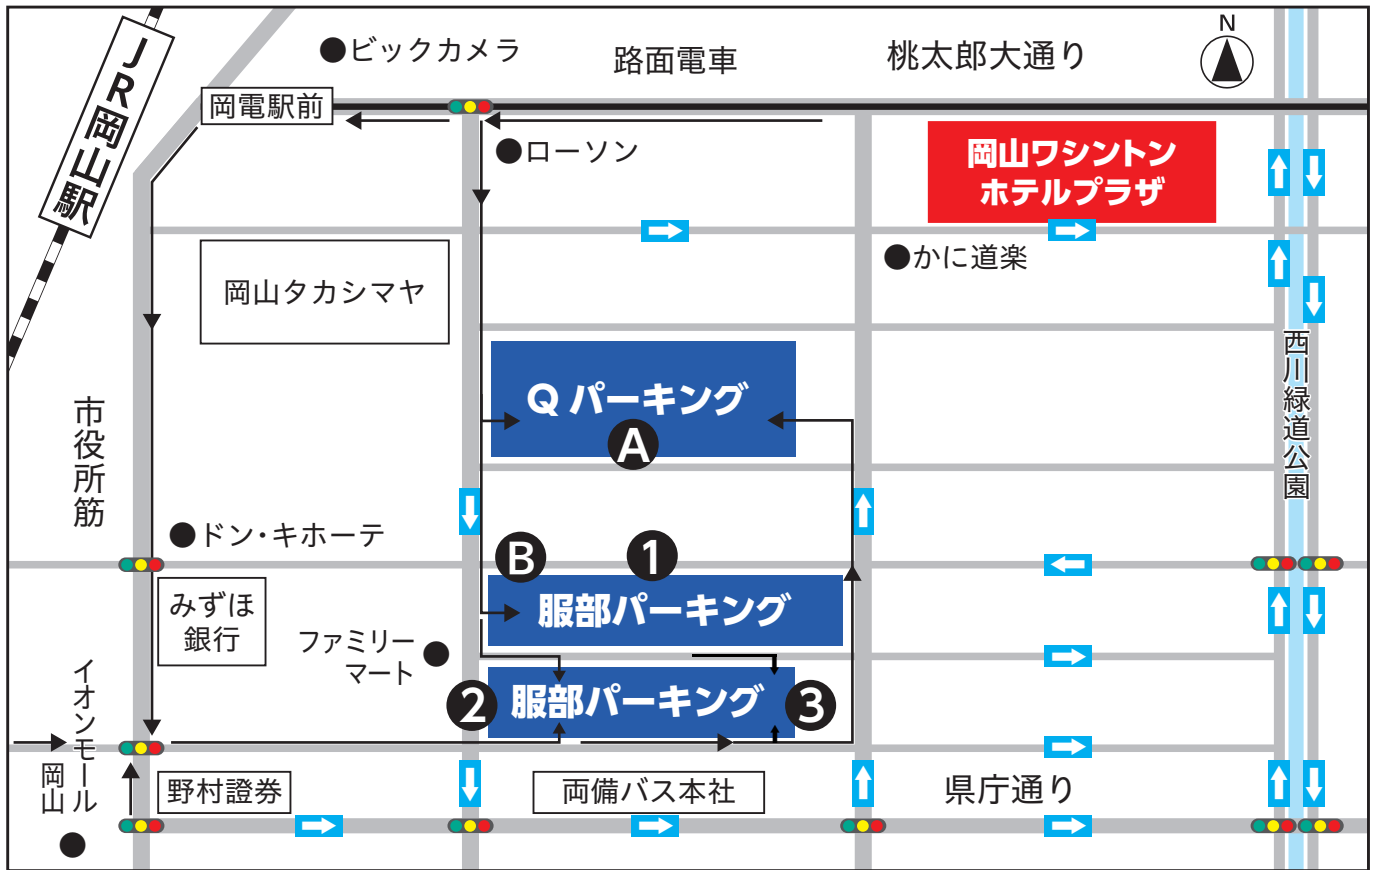 JR岡山駅
●ビックカメラ
路面電車
桃太郎大通り
N
岡電駅前
●ローソン
岡山ワシントン
ホテルプラザ
●かに道楽
岡山タカシマヤ
Q パーキング
A
西川緑道公園
市役所筋
●ドン・キホーテ
B
1
服部パーキング
みずほ
銀行
ファミリー
マート
2
服部パーキング
3
イオンモール
岡山
野村證券
両備バス本社
県庁通り